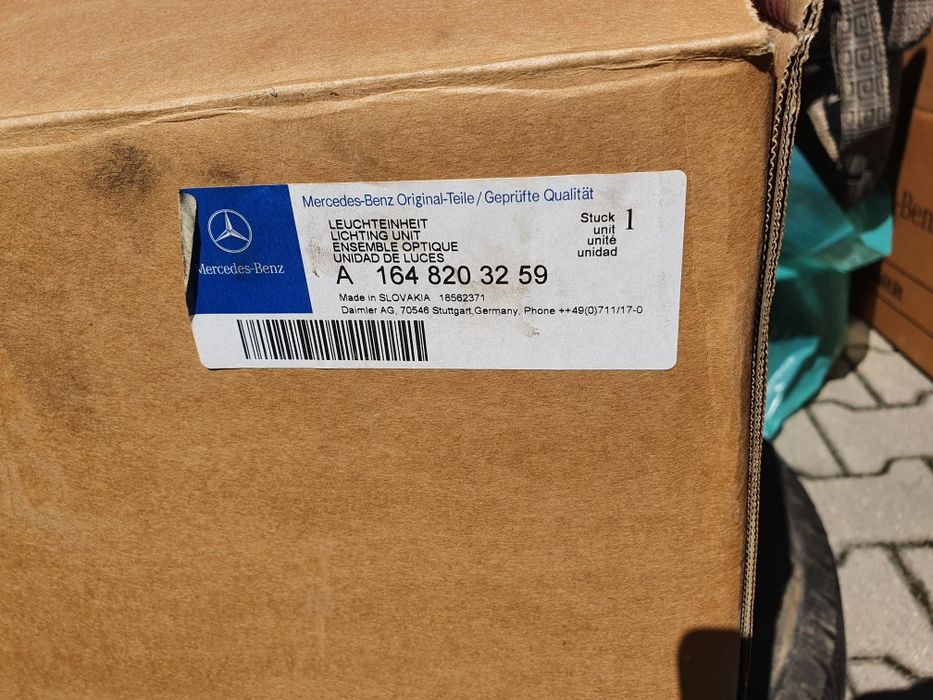 Mercedes-Benz Original-Teile / Geprüfte Qualität
LEUCHTEINHEIT
LICHTING UNIT
ENSEMBLE OPTIQUE
UNIDAD DE LUCES
Stuck 1
unit
unité
unidad
Mercedes-Benz
A 164 820 32 59
Made in SLOVAKIA 18562371
Daimler AG, 70546 Stuttgart,Germany, Phone ++49(0)711/17-0